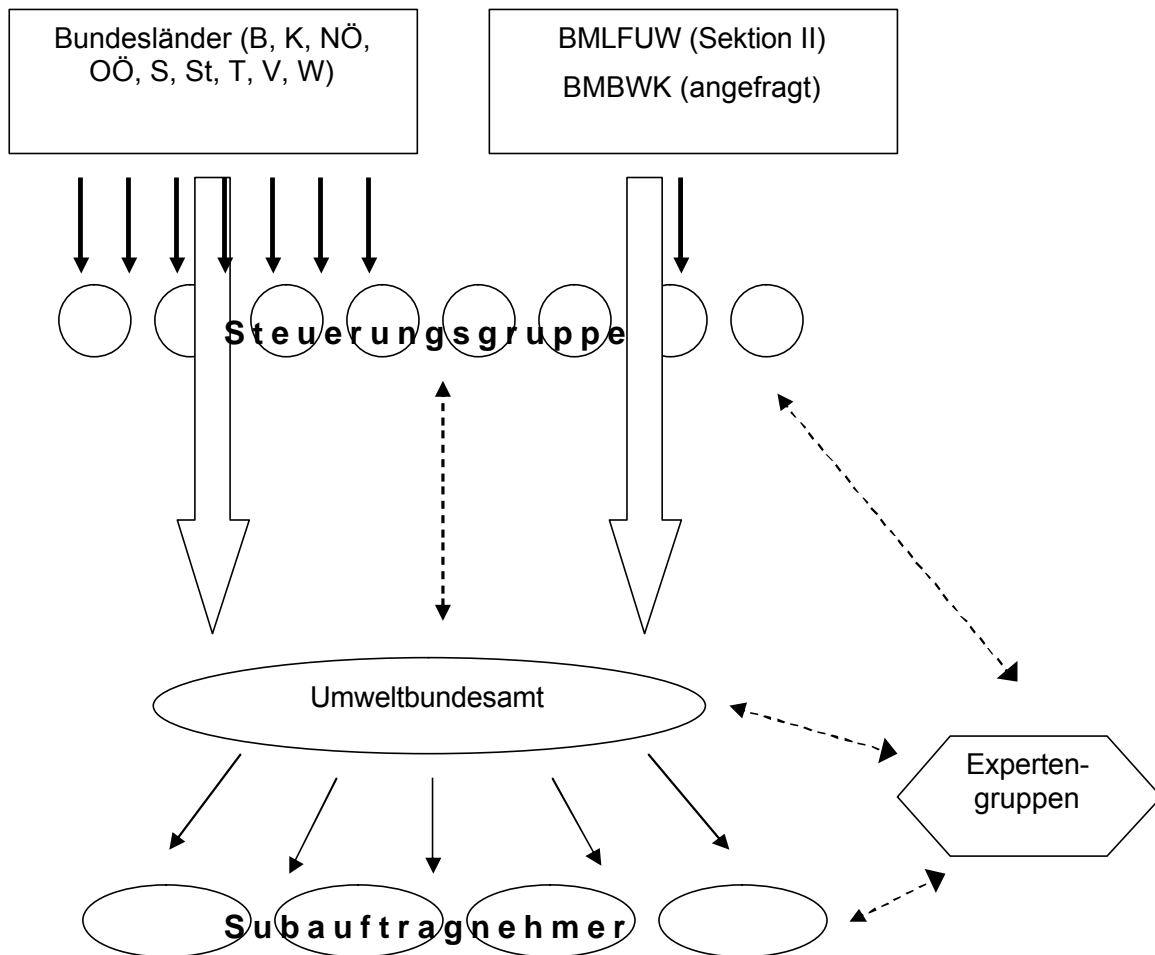 Bundesländer (B, K, NÖ,
OÖ, S, St, T, V, W)
BMLFUW (Sektion II)
BMBWK (angefragt)
Steuerungsgruppe
Umweltbundesamt
Experten-
gruppen
Subauftragnehmer